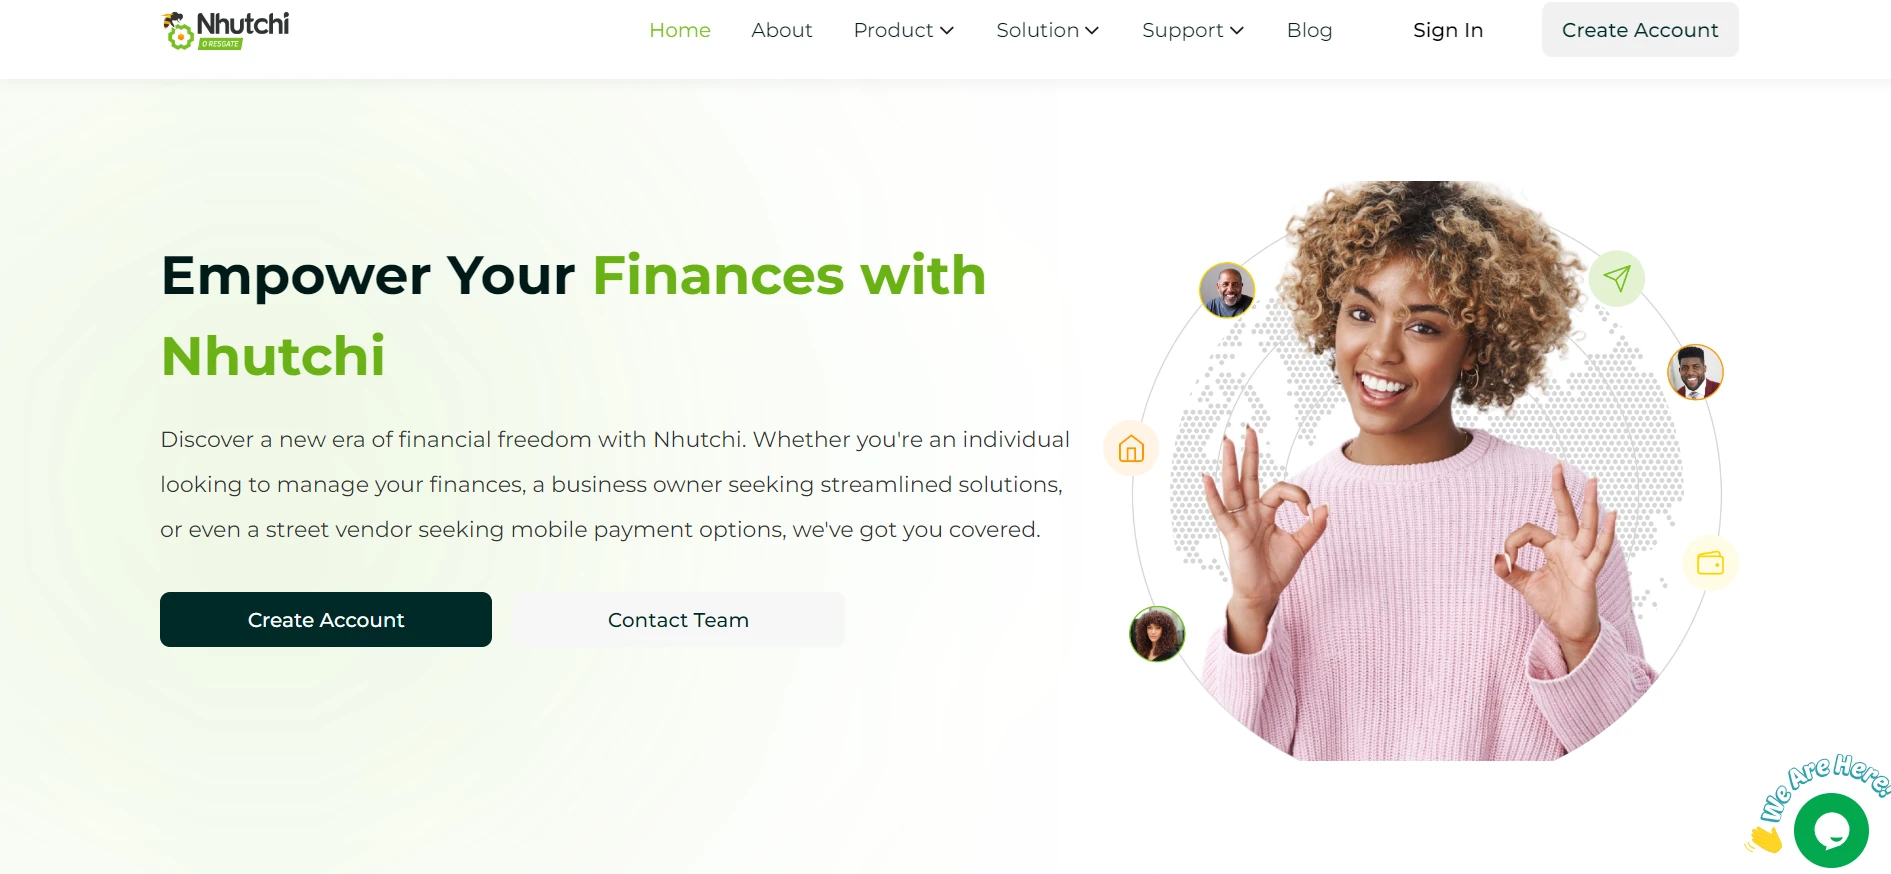 Nhutchi
O RESGATE
Home
About
Product
Solution
Support
Blog
Sign In
Create Account
Empower Your Finances with
Nhutchi
Discover a new era of financial freedom with Nhutchi. Whether you're an individual
looking to manage your finances, a business owner seeking streamlined solutions,
or even a street vendor seeking mobile payment options, we've got you covered.
Create Account
Contact Team
We Are Here!